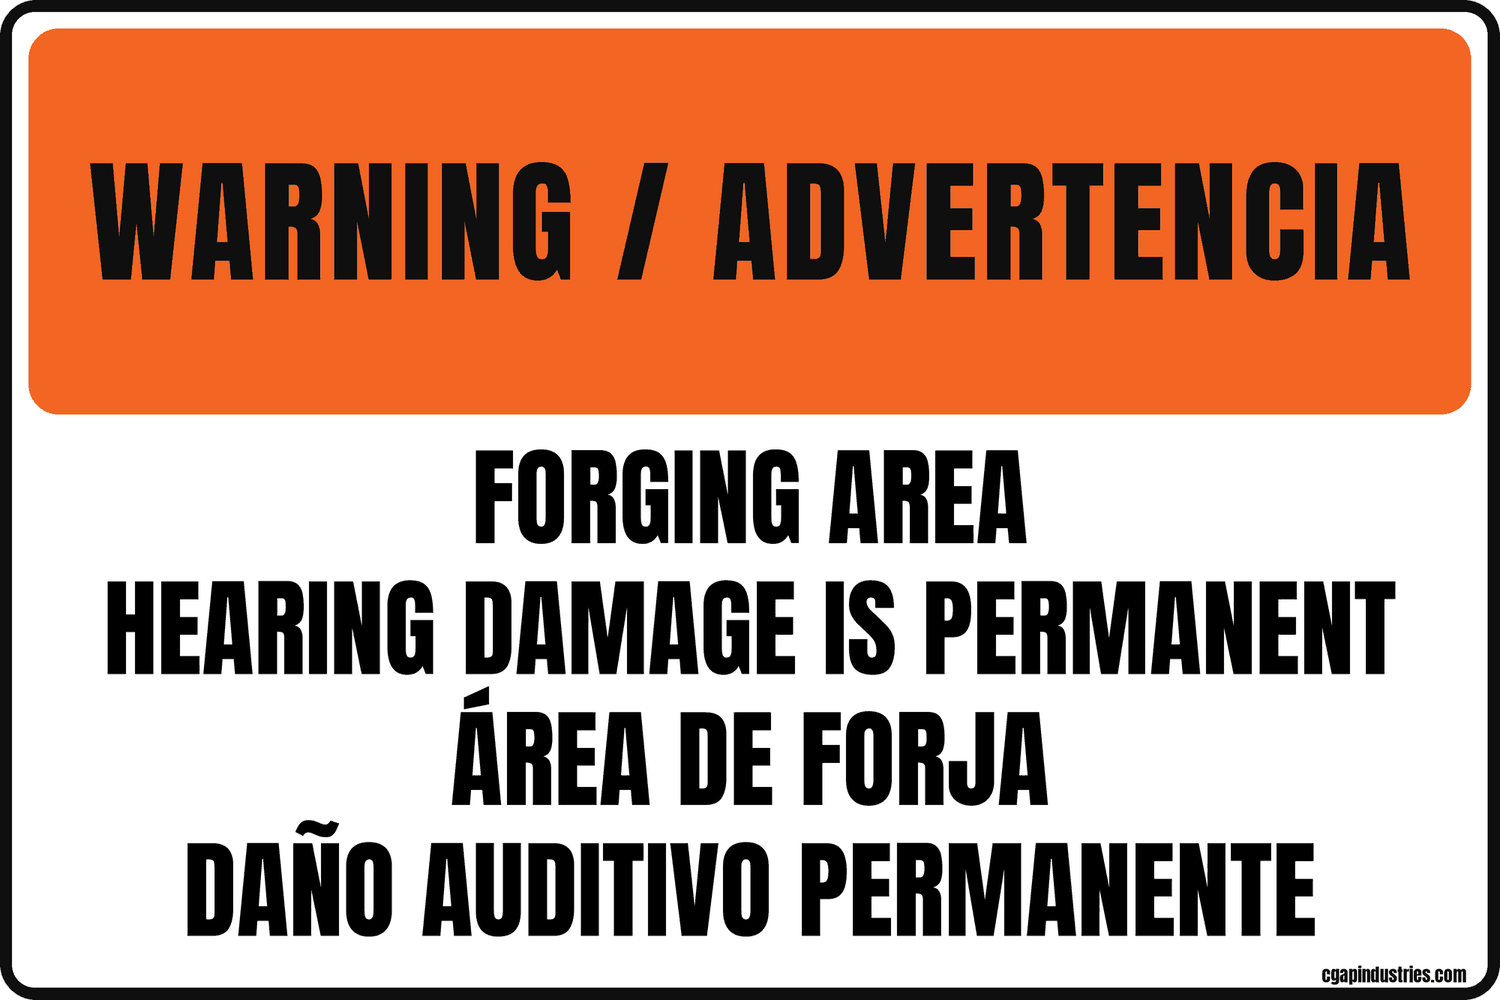 WARNING / ADVERTENCIA
FORGING AREA
HEARING DAMAGE IS PERMANENT
ÁREA DE FORJA
DAÑO AUDITIVO PERMANENTE
cgapindustries.com